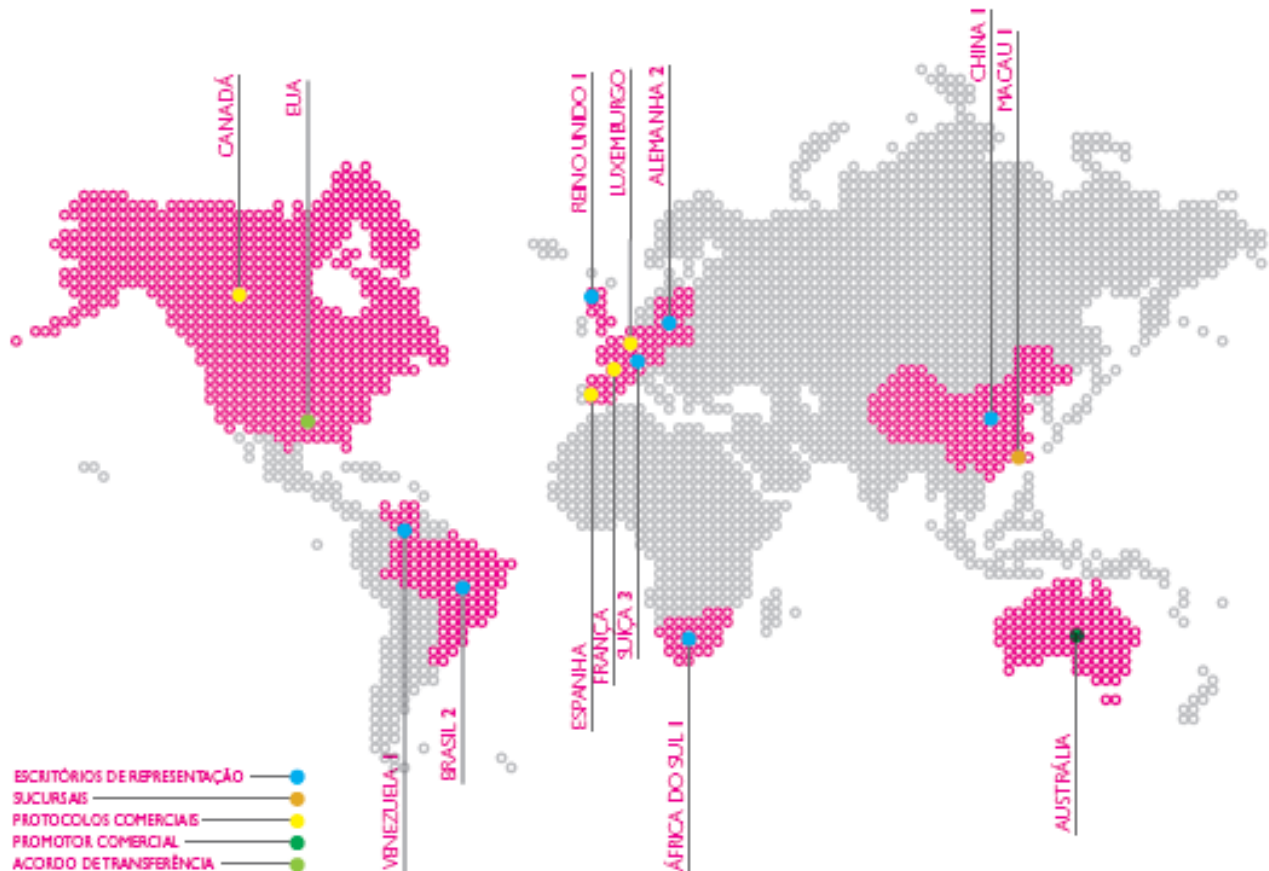 CANADÁ
EUA
REINO UNIDO 1
LUXEMBURGO
ALEMANHA 2
CHINA 1
MACAU 1
ESPANHA
FRANÇA
SUIÇA 3
VENEZUELA 1
BRASIL 2
ÁFRICA DO SUL 1
AUSTRÁLIA
ESCRITÓRIOS DE REPRESENTAÇÃO
SUCURSAIS
PROTOCOLOS COMERCIAIS
PROMOTOR COMERCIAL
ACORDO DE TRANSFERÊNCIA